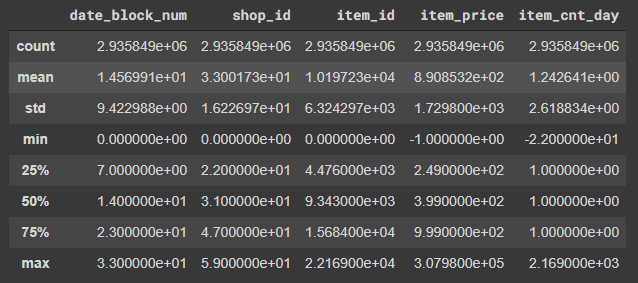 date_block_num shop_id item_id item_price item_cnt_day
count 2.935849e+06 2.935849e+06 2.935849e+06 2.935849e+06 2.935849e+06
mean 1.456991e+01 3.300173e+01 1.019723e+04 8.908532e+02 1.242641e+00
std 9.422988e+00 1.622697e+01 6.324297e+03 1.729800e+03 2.618834e+00
min 0.000000e+00 0.000000e+00 0.000000e+00 -1.000000e+00 -2.200000e+01
25% 7.000000e+00 2.200000e+01 4.476000e+03 2.490000e+02 1.000000e+00
50% 1.400000e+01 3.100000e+01 9.343000e+03 3.990000e+02 1.000000e+00
75% 2.300000e+01 4.700000e+01 1.568400e+04 9.990000e+02 1.000000e+00
max 3.300000e+01 5.900000e+01 2.216900e+04 3.079800e+05 2.169000e+03